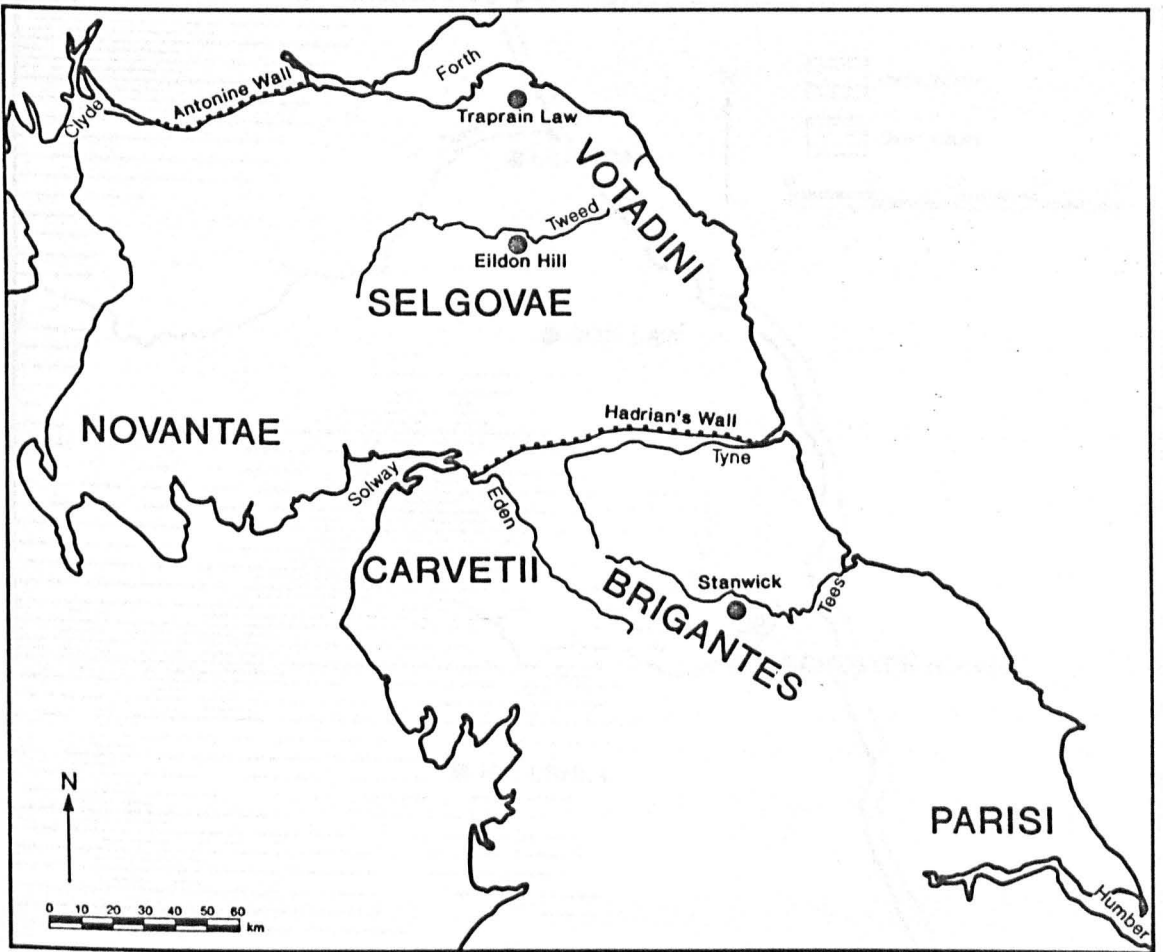 Forth
Antonine Wall
Clyde
Traprain Law
VOTADINI
Tweed
Eildon Hill
SELGOVAE
Hadrian's Wall
NOVANTAE
Tyne
Solway
Eden
CARVETII
Stanwick
BRIGANTES
Tees
N
PARISI
Humber
0 10 20 30 40 50 60
km